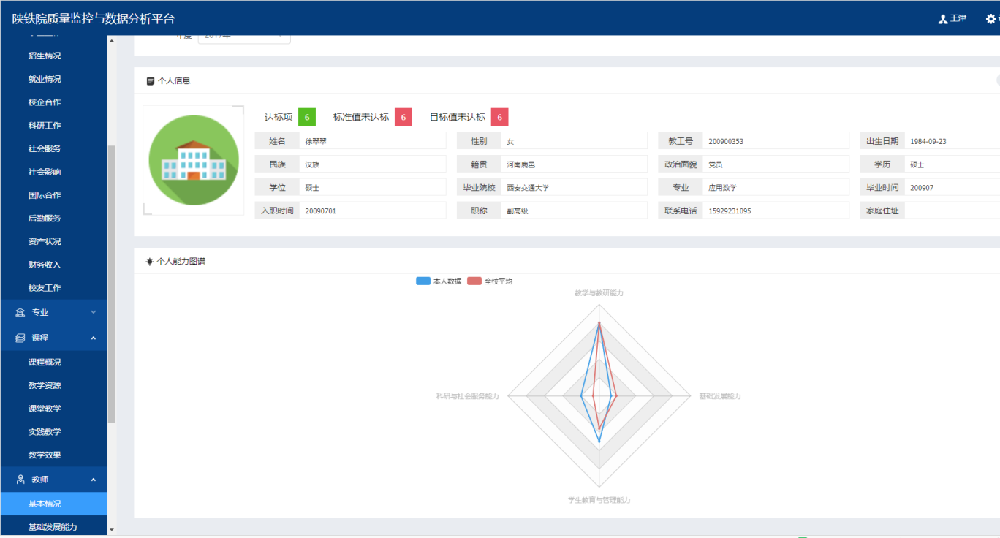 陕铁院质量监控与数据分析平台
王津
年度 2017年
招生情况
就业情况
校企合作
科研工作
社会服务
社会影响
国际合作
后勤服务
资产状况
财务收入
校友工作
专业
课程
课程概况
教学资源
课堂教学
实践教学
教学效果
教师
基本情况
基础发展能力
个人信息
达标项 6 标准值未达标 6 目标值未达标 6
姓名 徐翠翠 性别 女 教工号 200900353 出生日期 1984-09-23
民族 汉族 籍贯 河南鹿邑 政治面貌 党员 学历 硕士
学位 硕士 毕业院校 西安交通大学 专业 应用数学 毕业时间 200907
入职时间 20090701 职称 副高级 联系电话 15929231095 家庭住址
个人能力图谱
本人数据 全校平均
教学与教研能力
科研与社会服务能力
基础发展能力
学生教育与管理能力